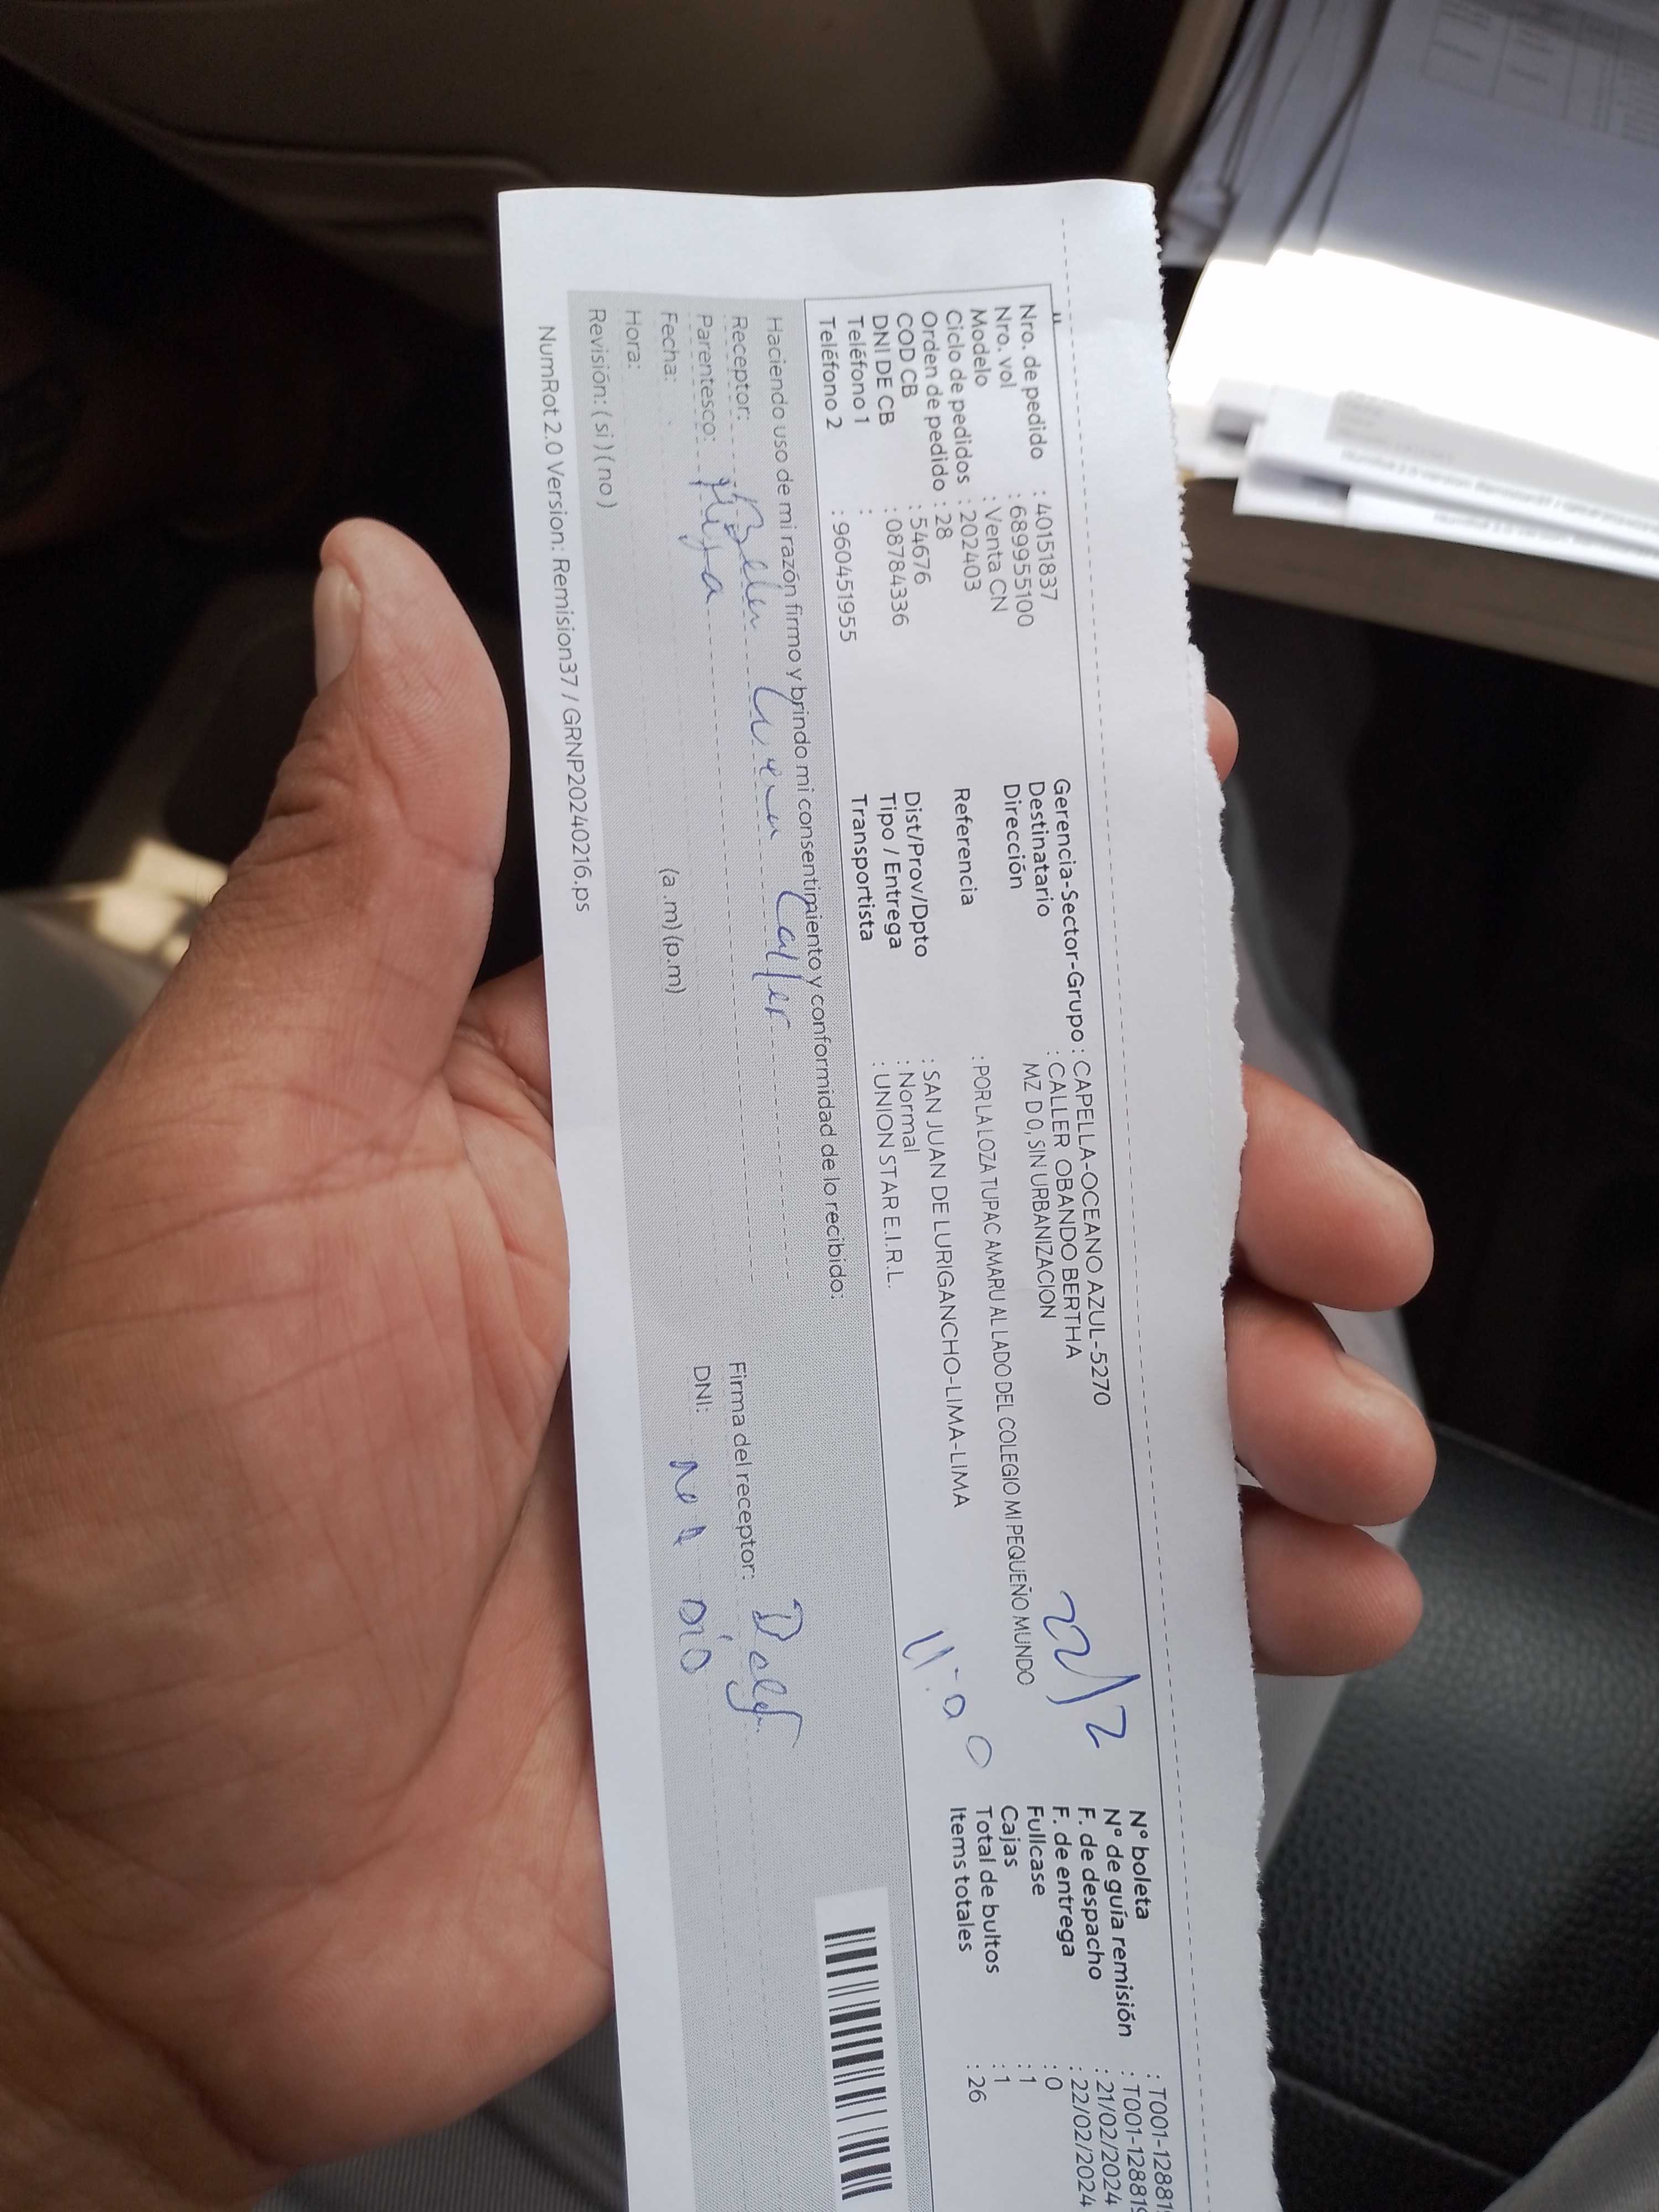 Nro. de pedido : 40151837
Nro. vol : 6899955100
Modelo : Venta CN
Ciclo de pedidos : 202403
Orden de pedido : 28
COD CB : 54676
DNI DE CB : 08784336
Teléfono 1 :
Teléfono 2 : 960451955
Gerencia-Sector-Grupo : CAPELLA-OCEANO AZUL-5270
Destinatario : CALLER OBANDO BERTHA
Dirección MZ D 0, SIN URBANIZACION
Referencia : POR LA LOZA TUPAC AMARU AL LADO DEL COLEGIO MI PEQUEÑO MUNDO
Dist/Prov/Dpto : SAN JUAN DE LURIGANCHO-LIMA-LIMA
Tipo / Entrega : Normal
Transportista : UNION STAR E.I.R.L.
22/2
11:00
N° boleta : T001-12881
N° de guía remisión : T001-128819
F. de despacho : 21/02/2024
F. de entrega : 22/02/2024
Fullcase : 0
Cajas : 1
Total de bultos : 1
Items totales : 26
Haciendo uso de mi razón firmo y brindo mi consentimiento y conformidad de lo recibido:
Receptor: Belen Caller
Parentesco: Hija
Fecha:
Hora: (a .m) (p.m)
Revisión: ( si ) ( no )
Firma del receptor:
DNI: no dio
NumRot 2.0 Version: Remision37 / GRNP20240216.ps